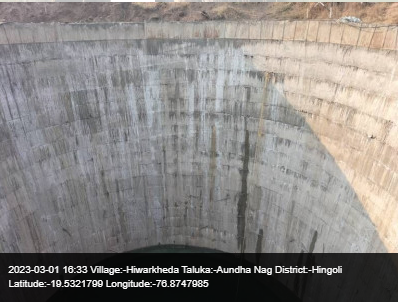 2023-03-01 16:33 Village:-Hiwarkheda Taluka:-Aundha Nag District:-Hingoli
Latitude:-19.5321799 Longitude:-76.8747985